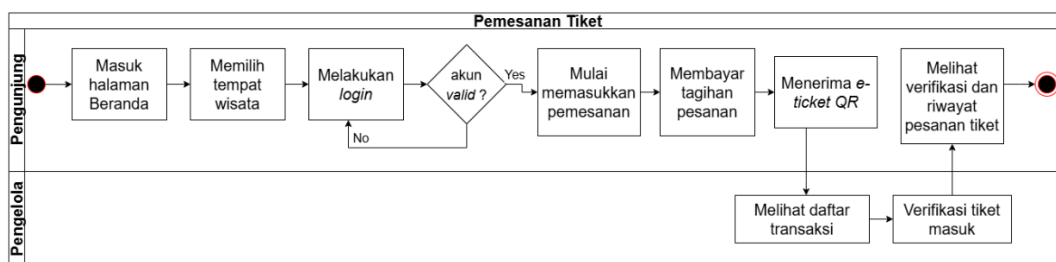 Pemesanan Tiket
Pengunjung
Masuk
halaman
Beranda
Memilih
tempat
wisata
Melakukan
login
akun
valid ?
Yes
No
Mulai
memasukkan
pemesanan
Membayar
tagihan
pesanan
Menerima e-
ticket QR
Melihat
verifikasi dan
riwayat
pesanan tiket
Pengelola
Melihat daftar
transaksi
Verifikasi tiket
masuk